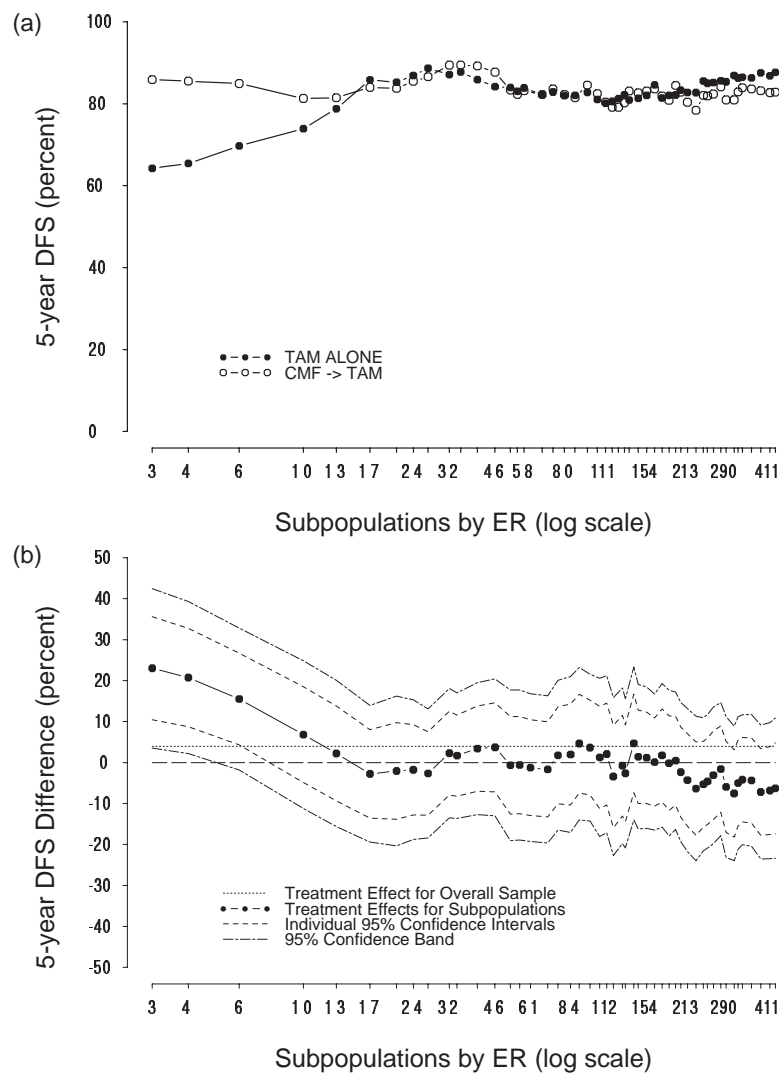 (a)
100
80
60
40
20
0
5-year DFS (percent)
TAM ALONE
CMF -> TAM
3 4 6 10 13 17 24 32 46 58 80 111 154 213 290 411
Subpopulations by ER (log scale)
(b)
50
40
30
20
10
0
-10
-20
-30
-40
-50
5-year DFS Difference (percent)
Treatment Effect for Overall Sample
Treatment Effects for Subpopulations
Individual 95% Confidence Intervals
95% Confidence Band
3 4 6 10 13 17 24 32 46 61 84 112 154 213 290 411
Subpopulations by ER (log scale)